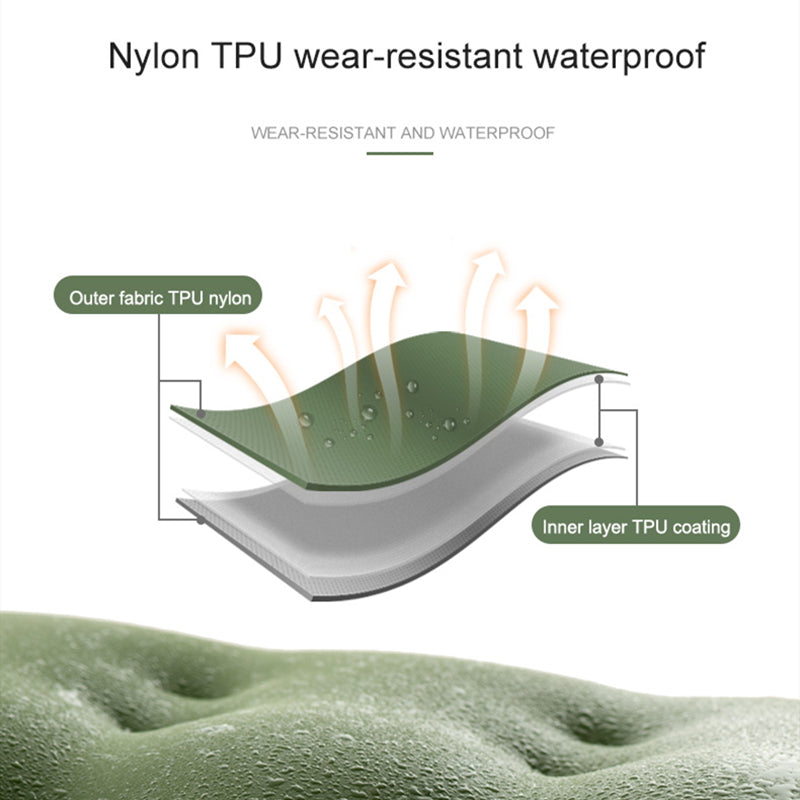 Nylon TPU wear-resistant waterproof
WEAR-RESISTANT AND WATERPROOF
Outer fabric TPU nylon
Inner layer TPU coating